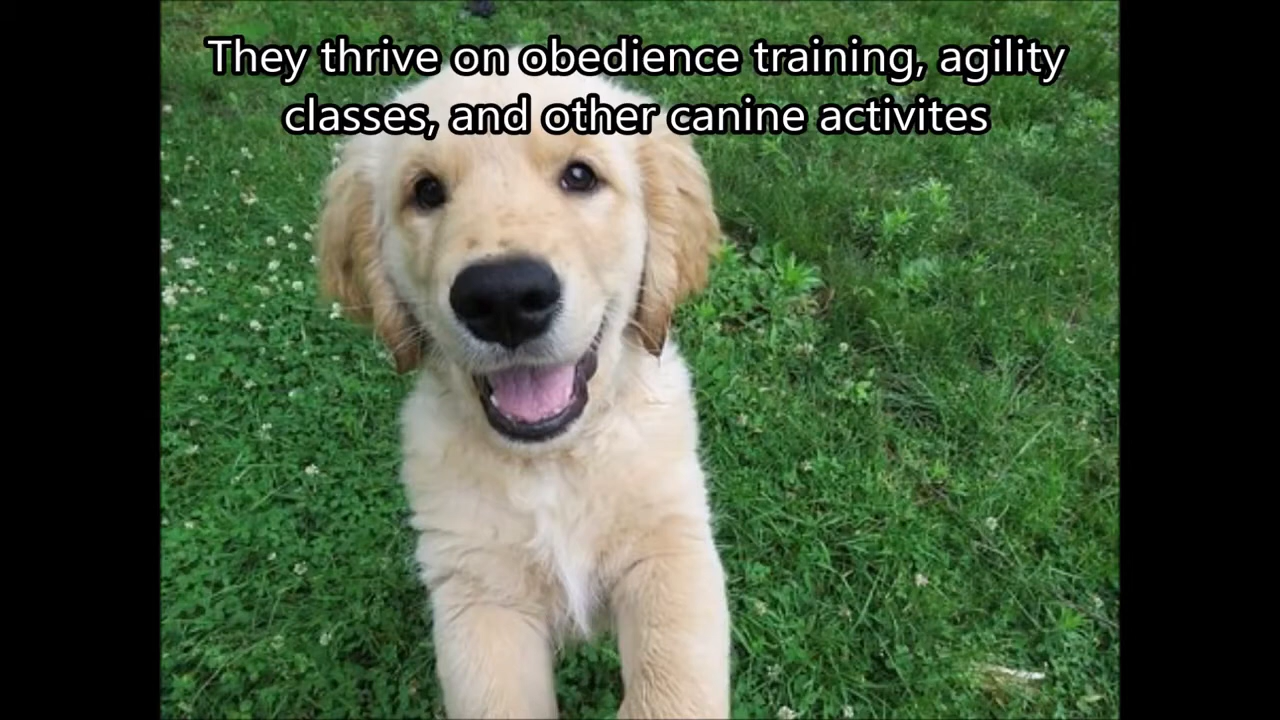 They thrive on obedience training, agility
classes, and other canine activites